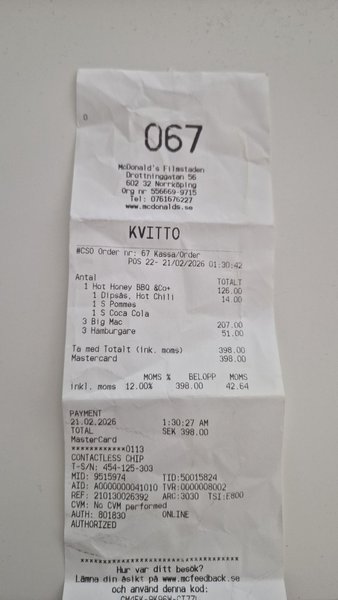 0
067
McDonald's Filmstaden
Drottninggatan 56
602 32 Norrköping
Org nr 556669-9715
Tel: 0761676227
www.mcdonalds.se
KVITTO
#CSO Order nr: 67 Kassa/Order
POS 22- 21/02/2026 01:30:42
Antal TOTALT
1 Hot Honey BBQ &Co+ 126.00
1 Dipsås, Hot Chili 14.00
1 S Pommes
1 S Coca Cola
3 Big Mac 207.00
3 Hamburgare 51.00
Ta med Totalt (ink. moms) 398.00
Mastercard 398.00
MOMS % BELOPP MOMS
inkl. moms 12.00% 398.00 42.64
PAYMENT
21.02.2026 1:30:27 AM
TOTAL SEK 398.00
MasterCard
************0113
CONTACTLESS CHIP
T-S/N: 454-125-303
MID: 9515974 TID:50015824
AID: A0000000041010 TVR:0000008002
REF: 210130026392 ARC:3030 TSI:E800
CVM: No CVM performed
AUTH: 801830 ONLINE
AUTHORIZED
Hur var ditt besök?
Lämna din åsikt på www.mcfeedback.se
och använd denna kod: